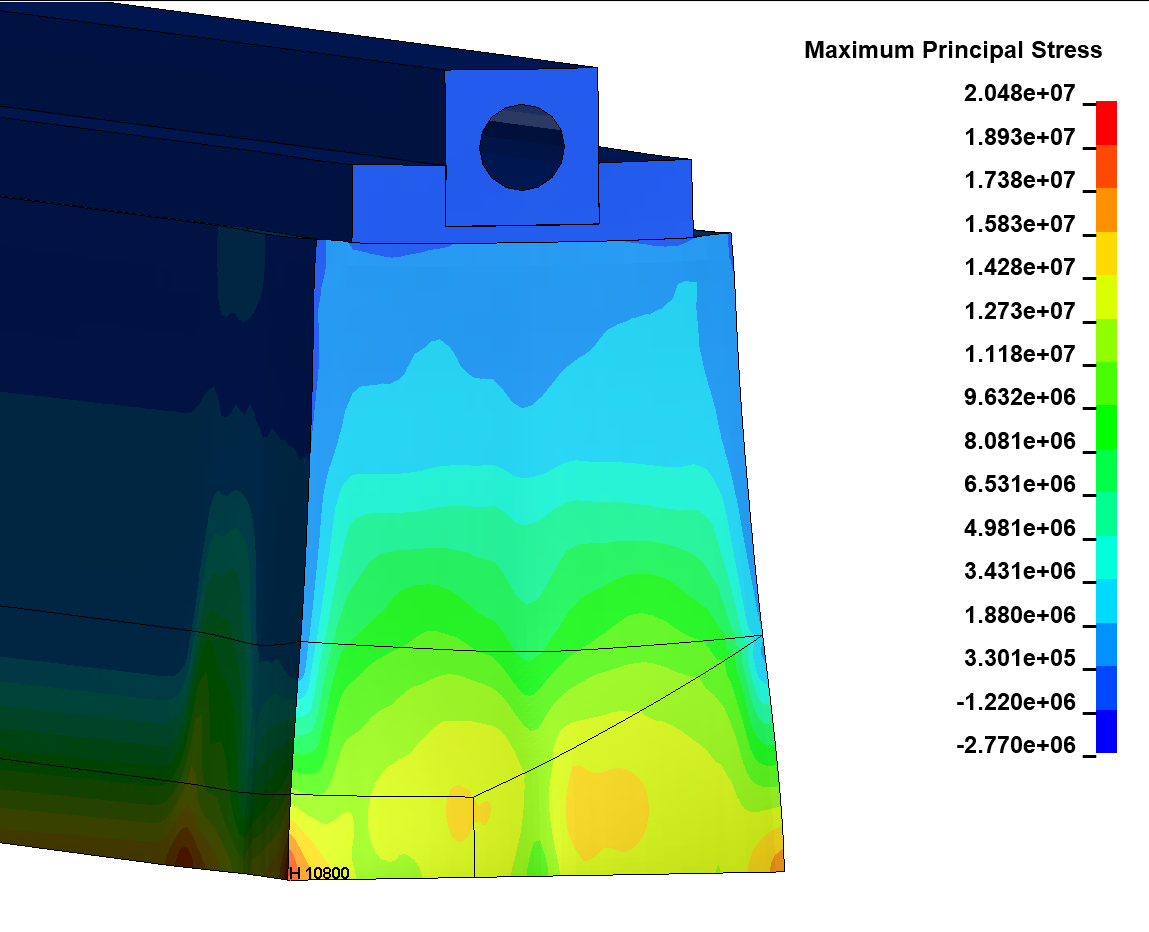 Maximum Principal Stress
2.048e+07
1.893e+07
1.738e+07
1.583e+07
1.428e+07
1.273e+07
1.118e+07
9.632e+06
8.081e+06
6.531e+06
4.981e+06
3.431e+06
1.880e+06
3.301e+05
-1.220e+06
-2.770e+06
H 10800